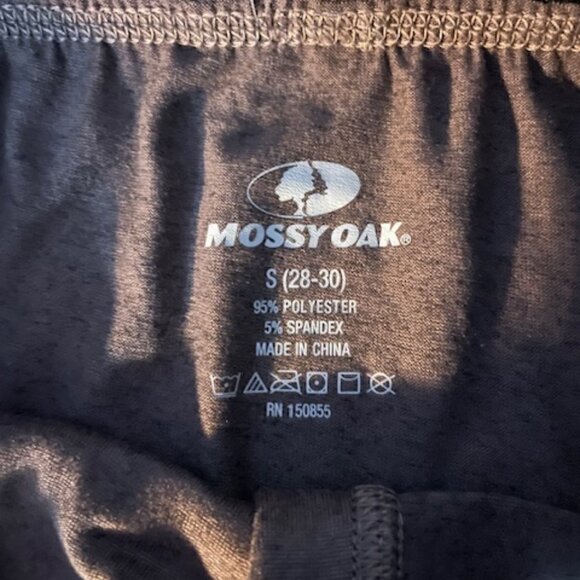 MOSSY OAK®
S (28-30)
95% POLYESTER
5% SPANDEX
MADE IN CHINA
RN 150855